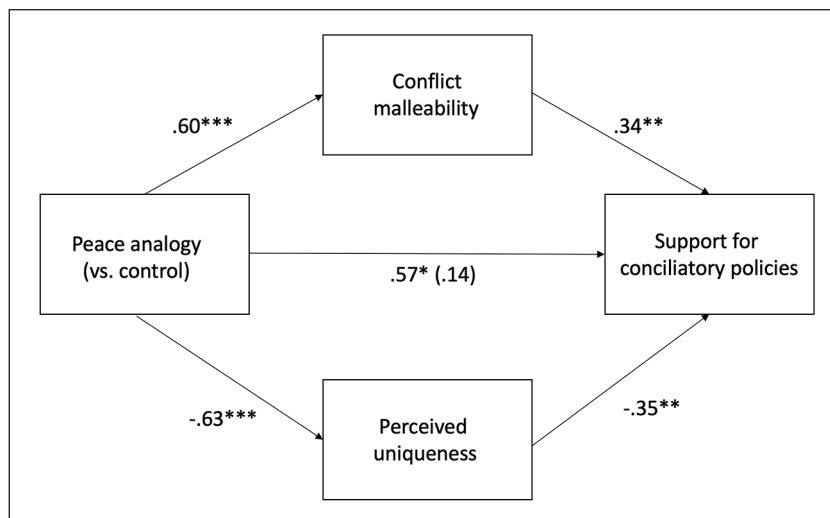 Conflict
malleability
.60***
.34**
Peace analogy
(vs. control)
.57* (.14)
Support for
conciliatory policies
-.63***
-.35**
Perceived
uniqueness